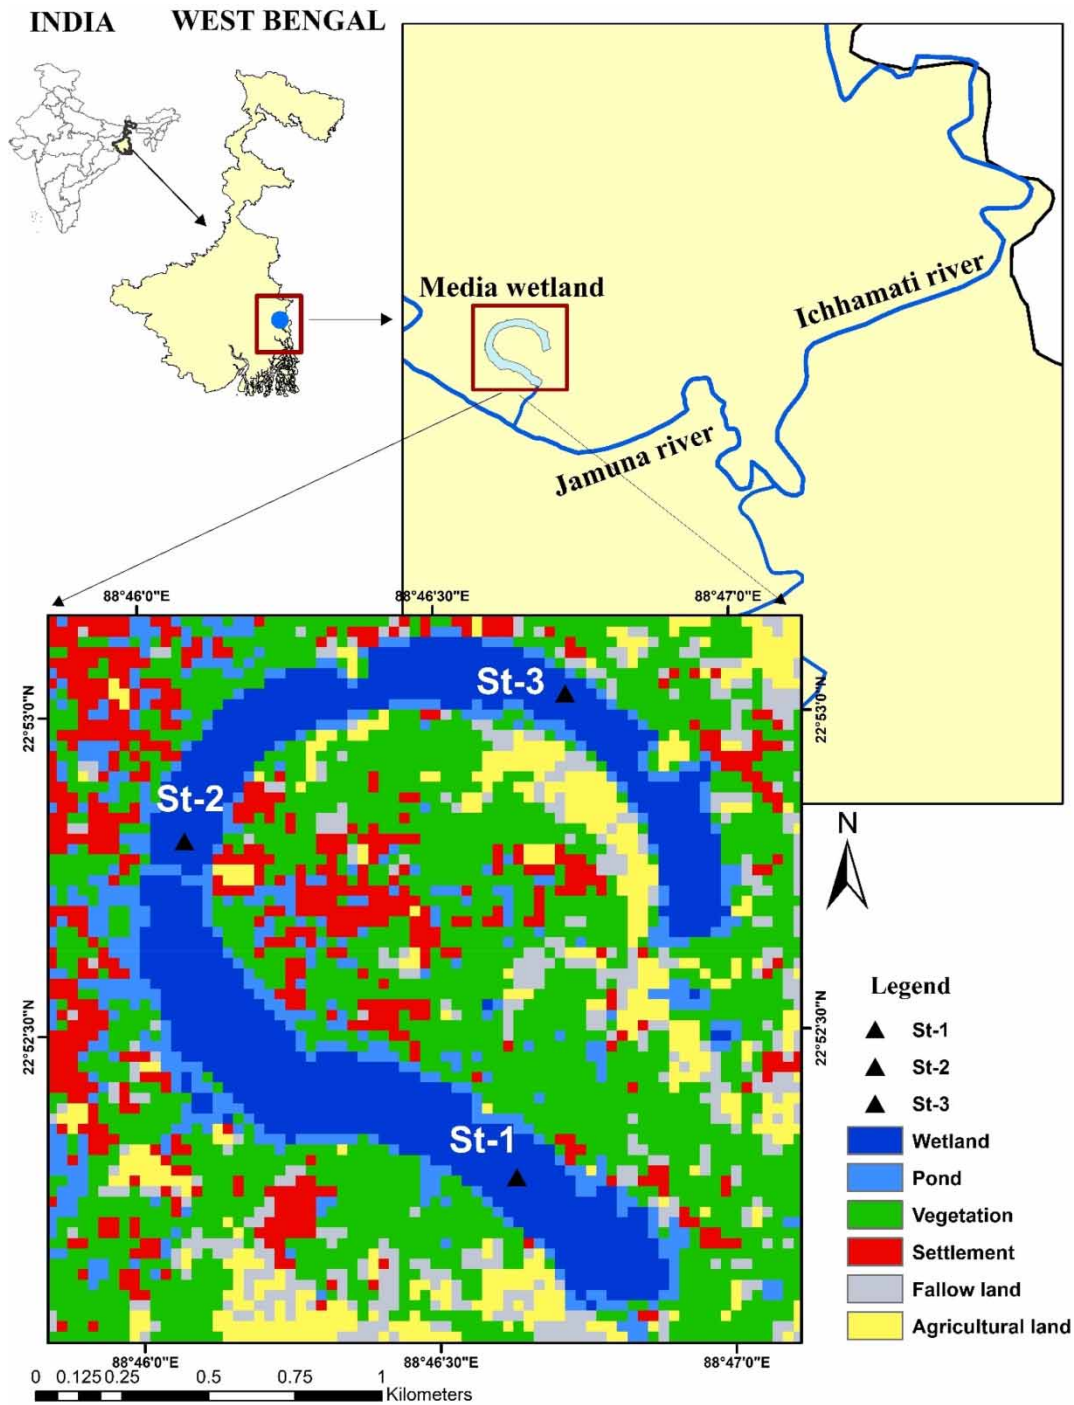 INDIA
WEST BENGAL
Media wetland
Ichhamati river
Jamuna river
88°46'0"E
88°46'30"E
88°47'0"E
22°53'0"N
22°52'30"N
22°53'0"N
22°52'30"N
St-3
St-2
St-1
N
Legend
St-1
St-2
St-3
Wetland
Pond
Vegetation
Settlement
Fallow land
Agricultural land
88°46'0"E
88°46'30"E
88°47'0"E
0 0.125 0.25 0.5 0.75 1
Kilometers